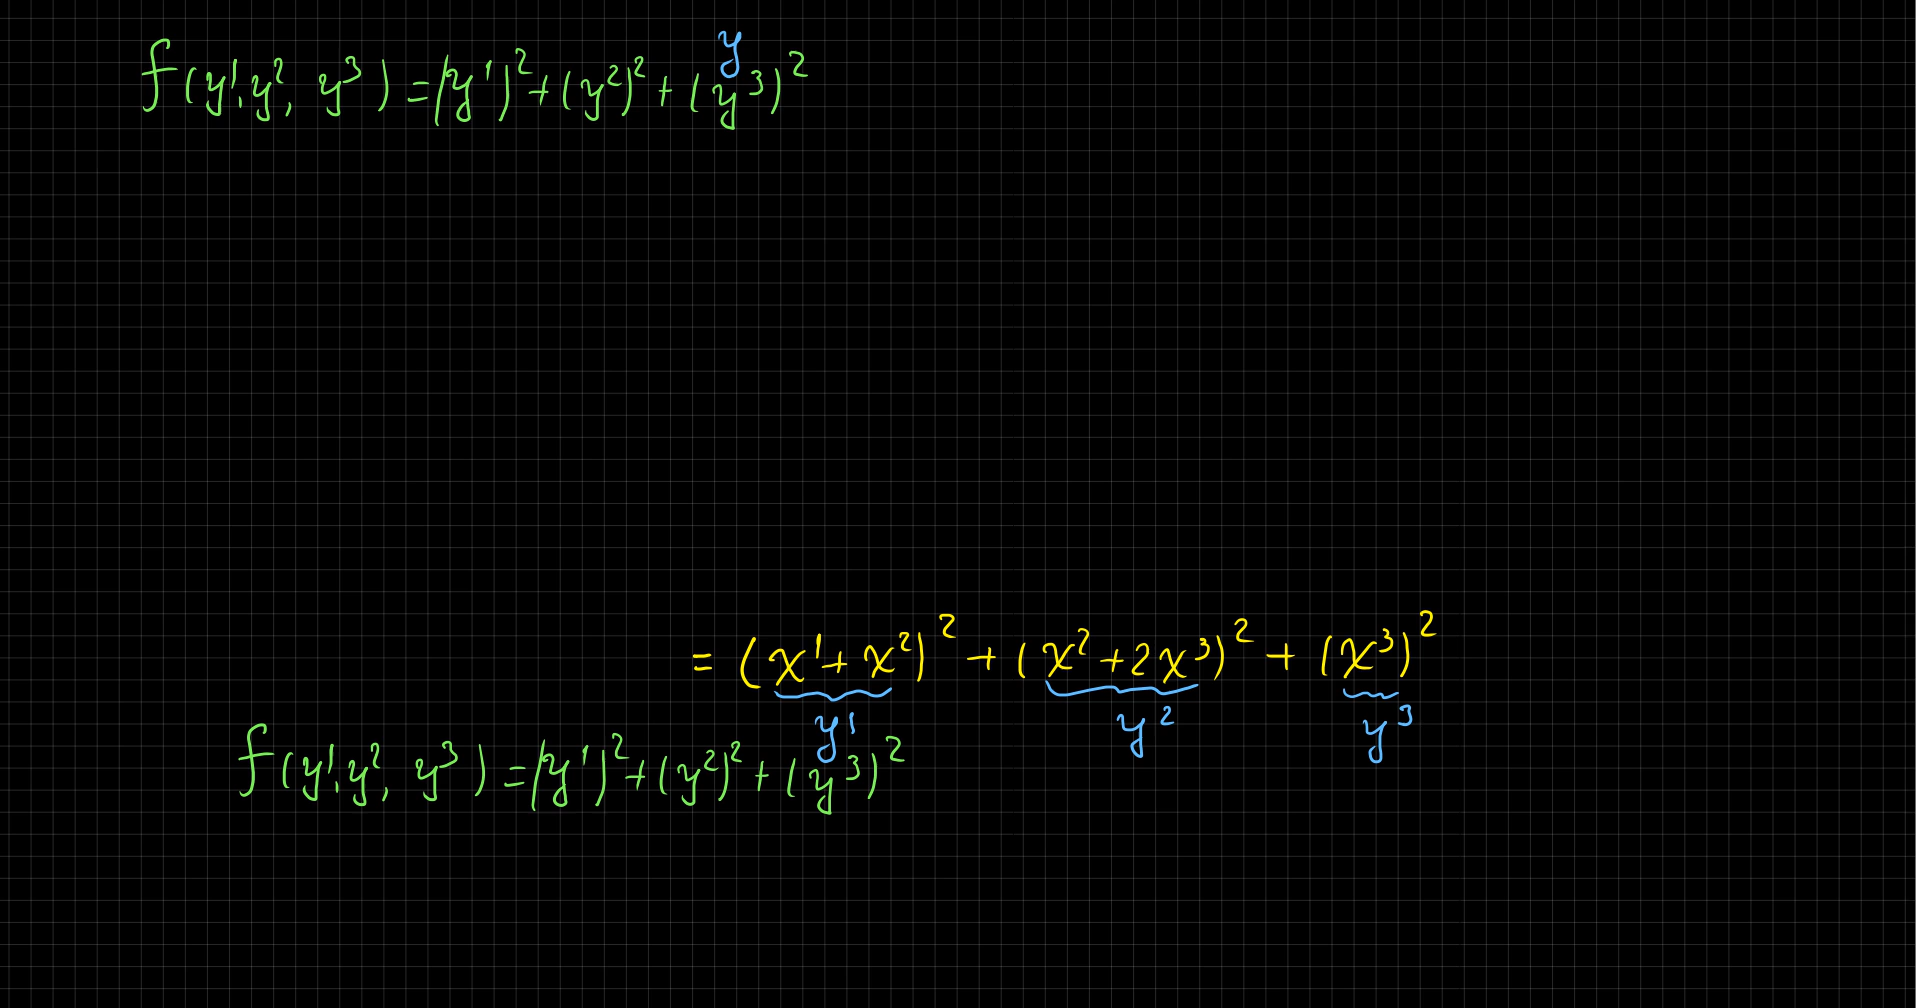 y
f(y¹, y², y³) = (y¹)² + (y²)² + (y³)²
= (x¹ + x²)² + (x² + 2x³)² + (x³)²
y¹ y² y³
f(y¹, y², y³) = (y¹)² + (y²)² + (y³)²